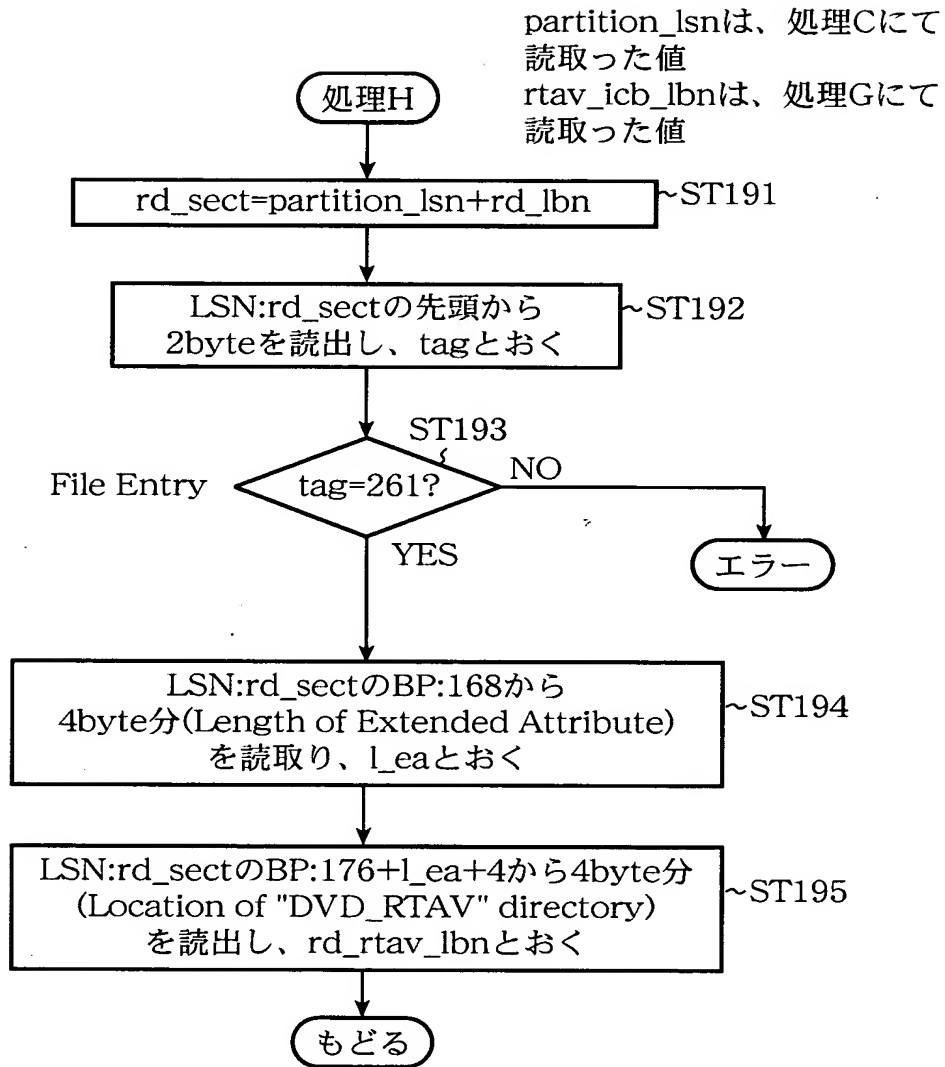 partition_lsnは、処理Cにて
読取った値
rtav_icb_lbnは、処理Gにて
読取った値
処理H
rd_sect=partition_lsn+rd_lbn
~ST191
LSN:rd_sectの先頭から
2byteを読出し、tagとおく
~ST192
ST193
File Entry
tag=261?
NO
YES
エラー
LSN:rd_sectのBP:168から
4byte分(Length of Extended Attribute)
を読取り、l_eaとおく
~ST194
LSN:rd_sectのBP:176+l_ea+4から4byte分
(Location of "DVD_RTAV" directory)
を読出し、rd_rtav_lbnとおく
~ST195
もどる